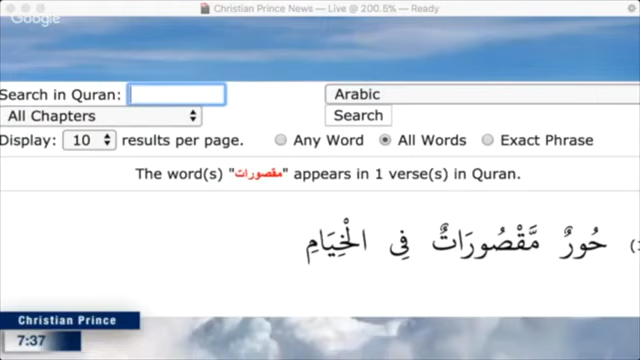 Christian Prince News — Live @ 200.5% — Ready
Google
Search in Quran:
Arabic
All Chapters
Search
Display: 10 results per page. Any Word All Words Exact Phrase
The word(s) "مقصورات" appears in 1 verse(s) in Quran.
حُورٌ مَّقْصُورَاتٌ فِي الْخِيَامِ
Christian Prince
7:37